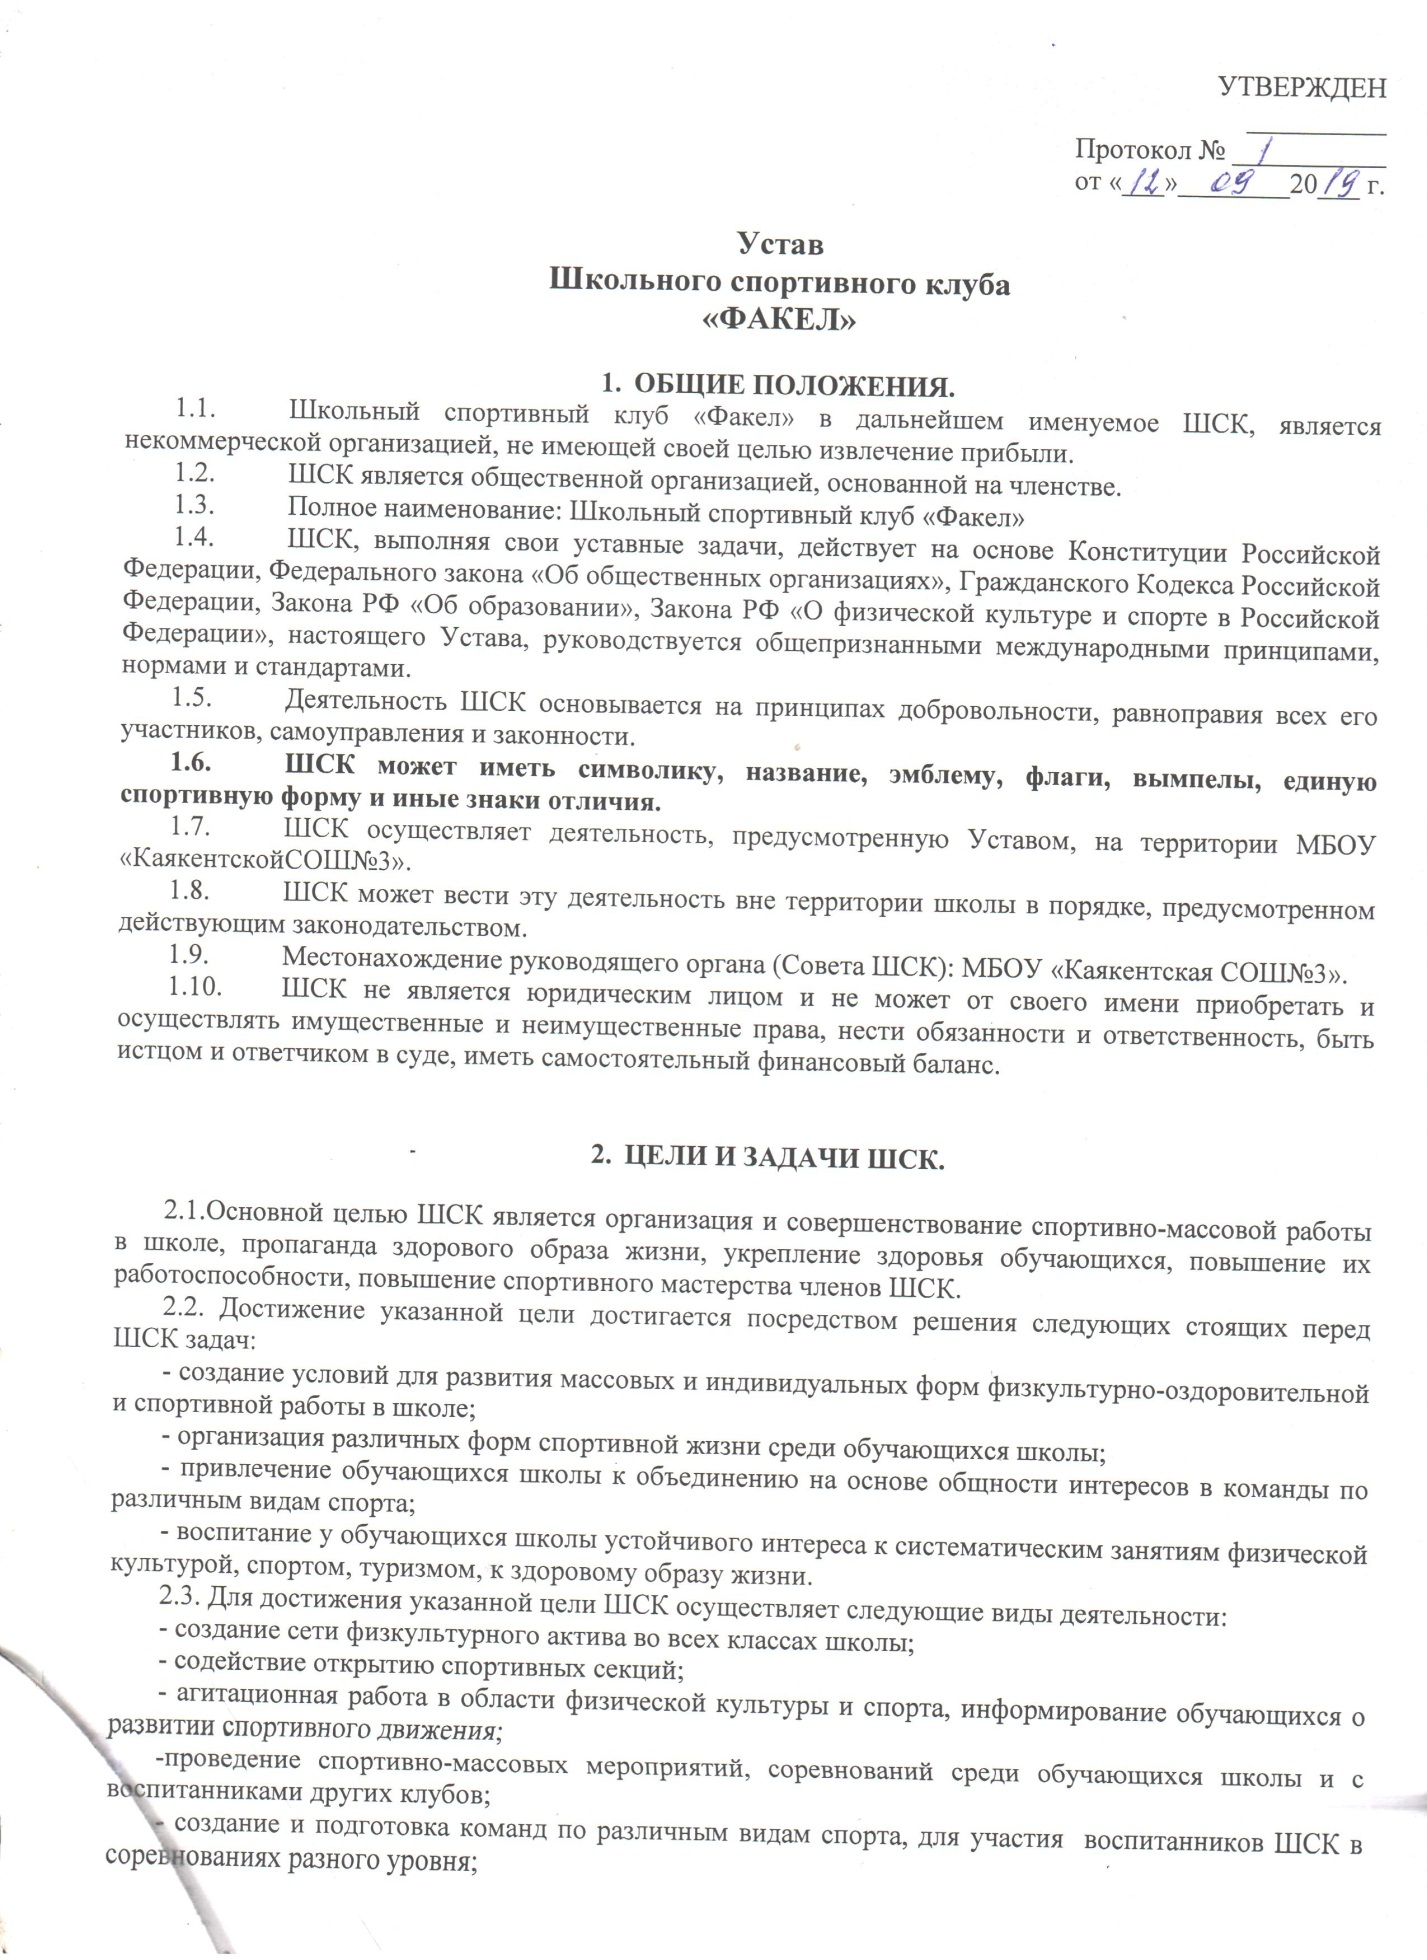 УТВЕРЖДЕН
Протокол № 1
от «12» 09 2019 г.
Устав
Школьного спортивного клуба
«ФАКЕЛ»
1. ОБЩИЕ ПОЛОЖЕНИЯ.
1.1. Школьный спортивный клуб «Факел» в дальнейшем именуемое ШСК, является
некоммерческой организацией, не имеющей своей целью извлечение прибыли.
1.2. ШСК является общественной организацией, основанной на членстве.
1.3. Полное наименование: Школьный спортивный клуб «Факел»
1.4. ШСК, выполняя свои уставные задачи, действует на основе Конституции Российской
Федерации, Федерального закона «Об общественных организациях», Гражданского Кодекса Российской
Федерации, Закона РФ «Об образовании», Закона РФ «О физической культуре и спорте в Российской
Федерации», настоящего Устава, руководствуется общепризнанными международными принципами,
нормами и стандартами.
1.5. Деятельность ШСК основывается на принципах добровольности, равноправия всех его
участников, самоуправления и законности.
1.6. ШСК может иметь символику, название, эмблему, флаги, вымпелы, единую
спортивную форму и иные знаки отличия.
1.7. ШСК осуществляет деятельность, предусмотренную Уставом, на территории МБОУ
«КаякентскойСОШ№3».
1.8. ШСК может вести эту деятельность вне территории школы в порядке, предусмотренном
действующим законодательством.
1.9. Местонахождение руководящего органа (Совета ШСК): МБОУ «Каякентская СОШ№3».
1.10. ШСК не является юридическим лицом и не может от своего имени приобретать и
осуществлять имущественные и неимущественные права, нести обязанности и ответственность, быть
истцом и ответчиком в суде, иметь самостоятельный финансовый баланс.
2. ЦЕЛИ И ЗАДАЧИ ШСК.
2.1.Основной целью ШСК является организация и совершенствование спортивно-массовой работы
в школе, пропаганда здорового образа жизни, укрепление здоровья обучающихся, повышение их
работоспособности, повышение спортивного мастерства членов ШСК.
2.2. Достижение указанной цели достигается посредством решения следующих стоящих перед
ШСК задач:
- создание условий для развития массовых и индивидуальных форм физкультурно-оздоровительной
и спортивной работы в школе;
- организация различных форм спортивной жизни среди обучающихся школы;
- привлечение обучающихся школы к объединению на основе общности интересов в команды по
различным видам спорта;
- воспитание у обучающихся школы устойчивого интереса к систематическим занятиям физической
культурой, спортом, туризмом, к здоровому образу жизни.
2.3. Для достижения указанной цели ШСК осуществляет следующие виды деятельности:
- создание сети физкультурного актива во всех классах школы;
- содействие открытию спортивных секций;
- агитационная работа в области физической культуры и спорта, информирование обучающихся о
развитии спортивного движения;
-проведение спортивно-массовых мероприятий, соревнований среди обучающихся школы и с
воспитанниками других клубов;
- создание и подготовка команд по различным видам спорта, для участия воспитанников ШСК в
соревнованиях разного уровня;